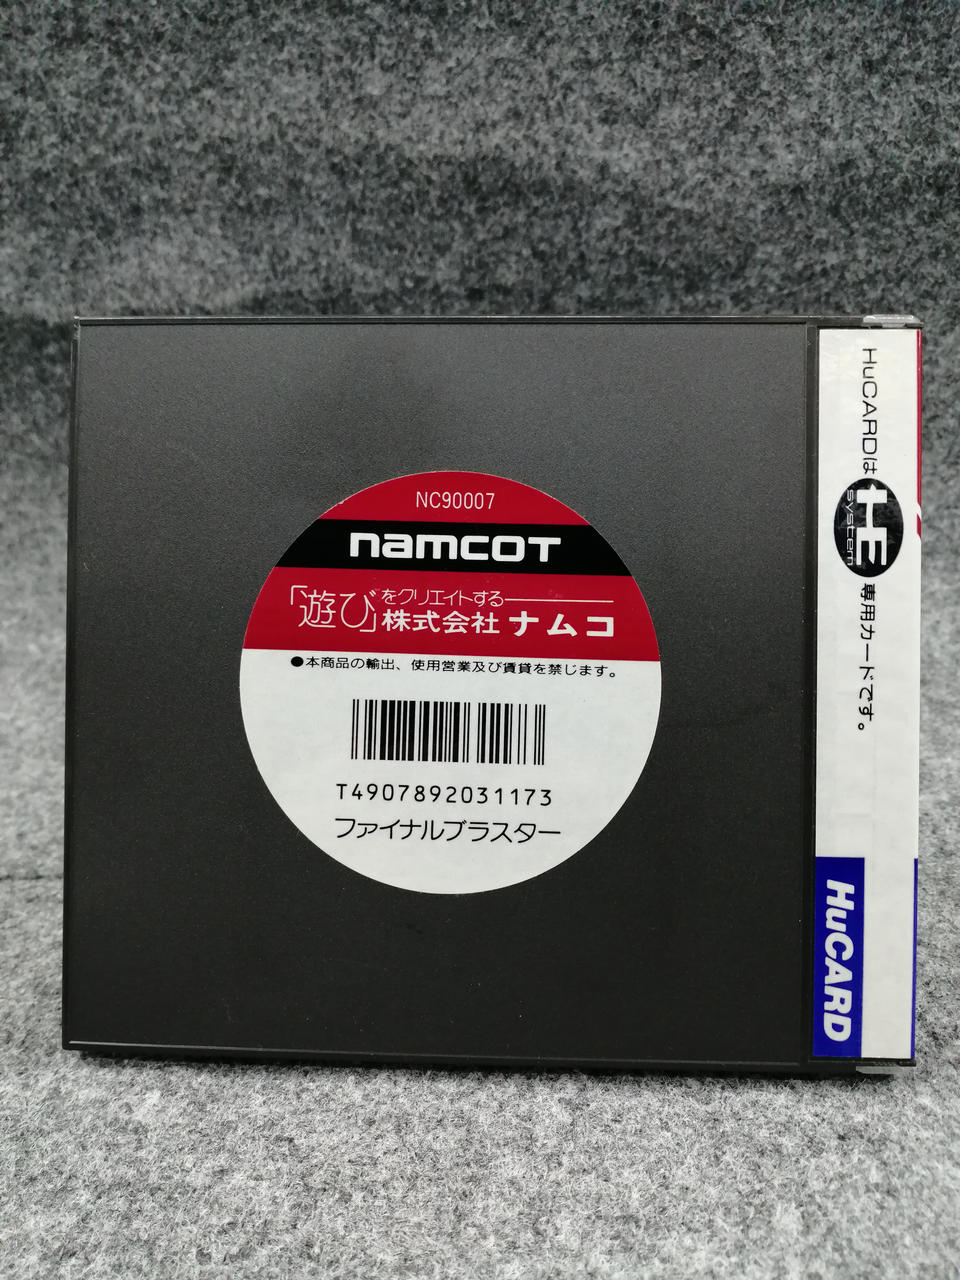 NC90007
namcoT
「遊び」をクリエイトする
株式会社 ナムコ
●本商品の輸出、使用営業及び賃貸を禁じます。
T4907892031173
ファイナルブラスター
HuCARDは HE system 専用カードです。
HuCARD